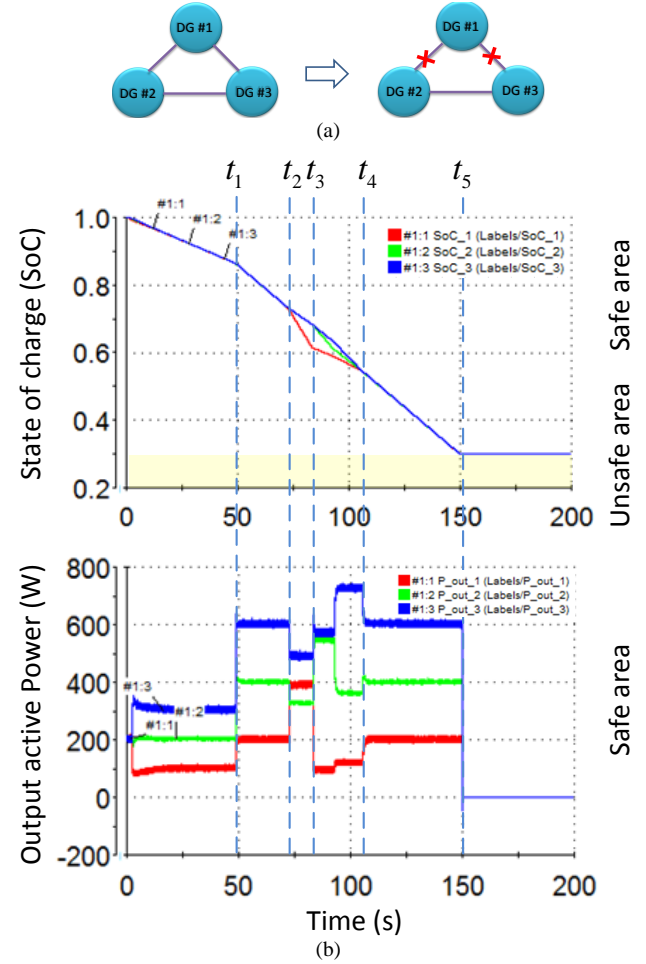 DG #1
DG #2
DG #3
DG #1
DG #2
DG #3
(a)
t1
t2
t3
t4
t5
State of charge (SoC)
1.0
0.8
0.6
0.4
0.2
#1:1
#1:2
#1:3
#1:1 SoC_1 (Labels/SoC_1)
#1:2 SoC_2 (Labels/SoC_2)
#1:3 SoC_3 (Labels/SoC_3)
Safe area
Unsafe area
0
50
100
150
200
Output active Power (W)
800
600
400
200
0
-200
#1:1 P_out_1 (Labels/P_out_1)
#1:2 P_out_2 (Labels/P_out_2)
#1:3 P_out_3 (Labels/P_out_3)
#1:3
#1:2
#1:1
Safe area
0
50
100
150
200
Time (s)
(b)